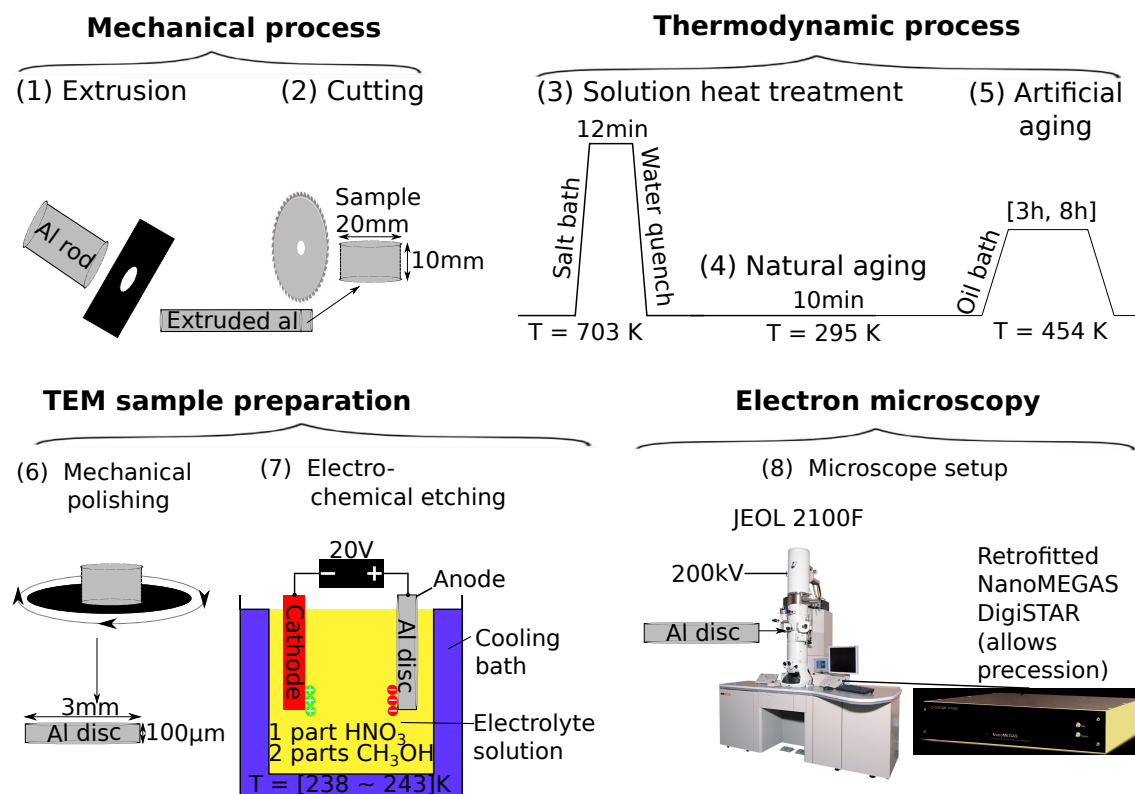 Mechanical process
(1) Extrusion
(2) Cutting
Al rod
Sample
20mm
10mm
Extruded al
Thermodynamic process
(3) Solution heat treatment
(5) Artificial
aging
12min
Salt bath
Water quench
(4) Natural aging
10min
Oil bath
[3h, 8h]
T = 703 K
T = 295 K
T = 454 K
TEM sample preparation
(6) Mechanical
polishing
3mm
Al disc
100μm
(7) Electro-
chemical etching
20V
− +
Anode
Cathode
Al disc
Cooling
bath
Electrolyte
solution
1 part HNO₃
2 parts CH₃OH
T = [238 ~ 243]K
Electron microscopy
(8) Microscope setup
JEOL 2100F
200kV
Al disc
Retrofitted
NanoMEGAS
DigiSTAR
(allows
precession)
NanoMEGAS